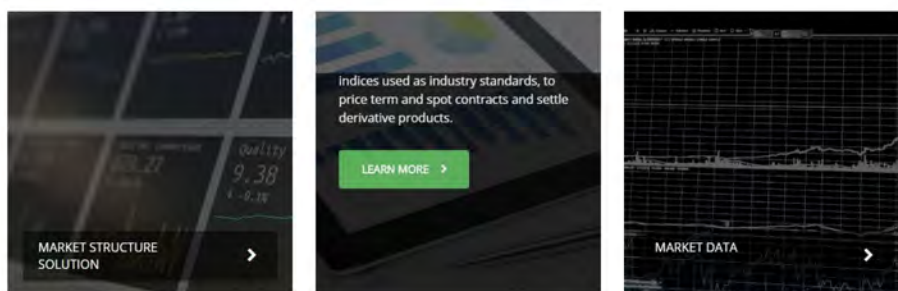 Quality
9.38
MARKET STRUCTURE
SOLUTION
indices used as industry standards, to
price term and spot contracts and settle
derivative products.
LEARN MORE
MARKET DATA